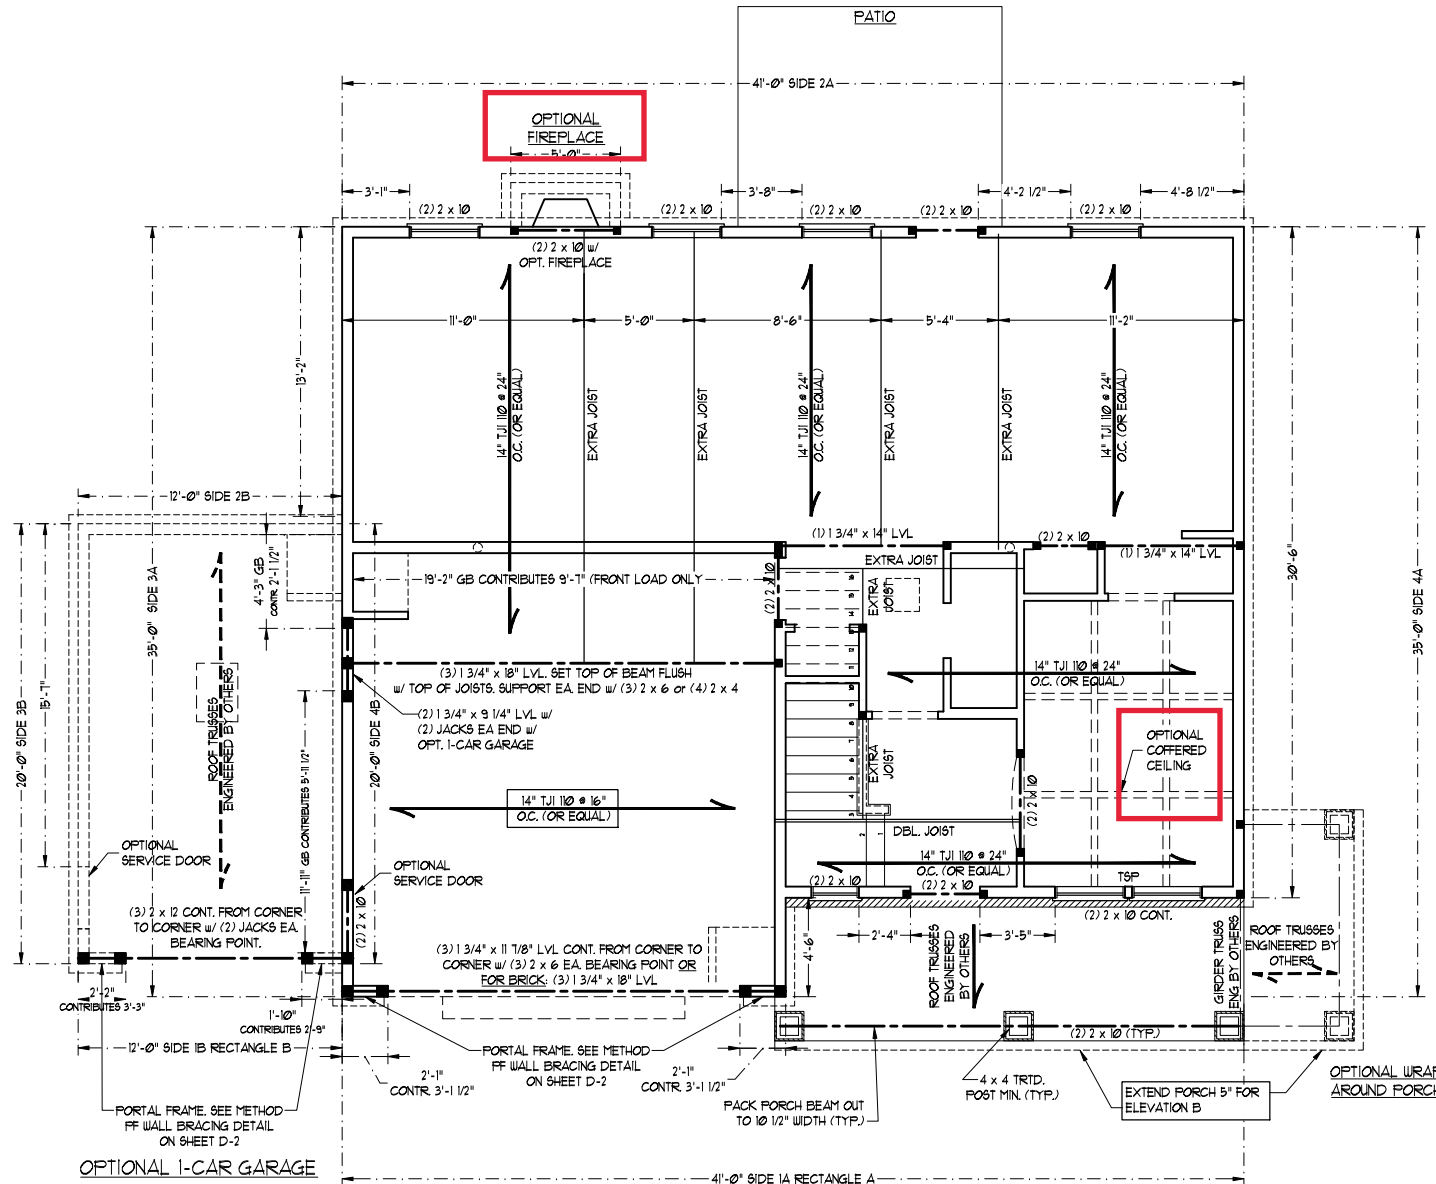 PATIO
41'-0" SIDE 2A
OPTIONAL
FIREPLACE
5'-0"
3'-1"
3'-8"
4'-2 1/2"
4'-8 1/2"
(2) 2 x 10
(2) 2 x 10
(2) 2 x 10
(2) 2 x 10
(2) 2 x 10
(2) 2 x 10 w/
OPT. FIREPLACE
11'-0"
5'-0"
8'-6"
5'-4"
11'-2"
13'-2"
14" TJI 110 @ 24"
O.C. (OR EQUAL)
EXTRA JOIST
EXTRA JOIST
14" TJI 110 @ 24"
O.C. (OR EQUAL)
EXTRA JOIST
EXTRA JOIST
14" TJI 110 @ 24"
O.C. (OR EQUAL)
12'-0" SIDE 2B
35'-0" SIDE 3A
30'-6"
35'-0" SIDE 4A
(1) 1 3/4" x 14" LVL
(2) 2 x 10
(1) 1 3/4" x 14" LVL
EXTRA JOIST
4'-3" GB
CONTR. 2'-1 1/2"
19'-2" GB CONTRIBUTES 9'-7" (FRONT LOAD ONLY
(2) 2 x 10
EXTRA
JOIST
(3) 1 3/4" x 18" LVL. SET TOP OF BEAM FLUSH
w/ TOP OF JOISTS. SUPPORT EA. END w/ (3) 2 x 6 or (4) 2 x 4
14" TJI 110 @ 24"
O.C. (OR EQUAL)
20'-0" SIDE 3B
15'-7"
ROOF TRUSSES
ENGINEERED BY OTHERS
11'-11" GB CONTRIBUTES 5'-11 1/2"
20'-0" SIDE 4B
(2) 1 3/4" x 9 1/4" LVL w/
(2) JACKS EA END w/
OPT. 1-CAR GARAGE
EXTRA
JOIST
OPTIONAL
COFFERED
CEILING
14" TJI 110 @ 16"
O.C. (OR EQUAL)
(2) 2 x 10
DBL. JOIST
OPTIONAL
SERVICE DOOR
OPTIONAL
SERVICE DOOR
14" TJI 110 @ 24"
O.C. (OR EQUAL)
TSP
(2) 2 x 10
(2) 2 x 10
(2) 2 x 10 CONT.
(3) 2 x 12 CONT. FROM CORNER
TO CORNER w/ (2) JACKS EA.
BEARING POINT.
(2) 2 x 10
(3) 1 3/4" x 11 7/8" LVL CONT. FROM CORNER TO
CORNER w/ (3) 2 x 6 EA. BEARING POINT OR
FOR BRICK: (3) 1 3/4" x 18" LVL
4'-6"
2'-4"
3'-5"
ROOF TRUSSES
ENGINEERED
BY OTHERS
GIRDER TRUSS
ENG BY OTHERS
ROOF TRUSSES
ENGINEERED BY
OTHERS
2'-2"
CONTRIBUTES 3'-3"
1'-10"
CONTRIBUTES 2'-9"
(2) 2 x 10 (TYP.)
12'-0" SIDE 1B RECTANGLE B
PORTAL FRAME. SEE METHOD
PF WALL BRACING DETAIL
ON SHEET D-2
2'-1"
CONTR. 3'-1 1/2"
2'-1"
CONTR. 3'-1 1/2"
4 x 4 TRTD.
POST MIN. (TYP.)
EXTEND PORCH 5" FOR
ELEVATION B
OPTIONAL WRAP
AROUND PORCH
PACK PORCH BEAM OUT
TO 10 1/2" WIDTH (TYP.)
PORTAL FRAME. SEE METHOD
PF WALL BRACING DETAIL
ON SHEET D-2
OPTIONAL 1-CAR GARAGE
41'-0" SIDE 1A RECTANGLE A